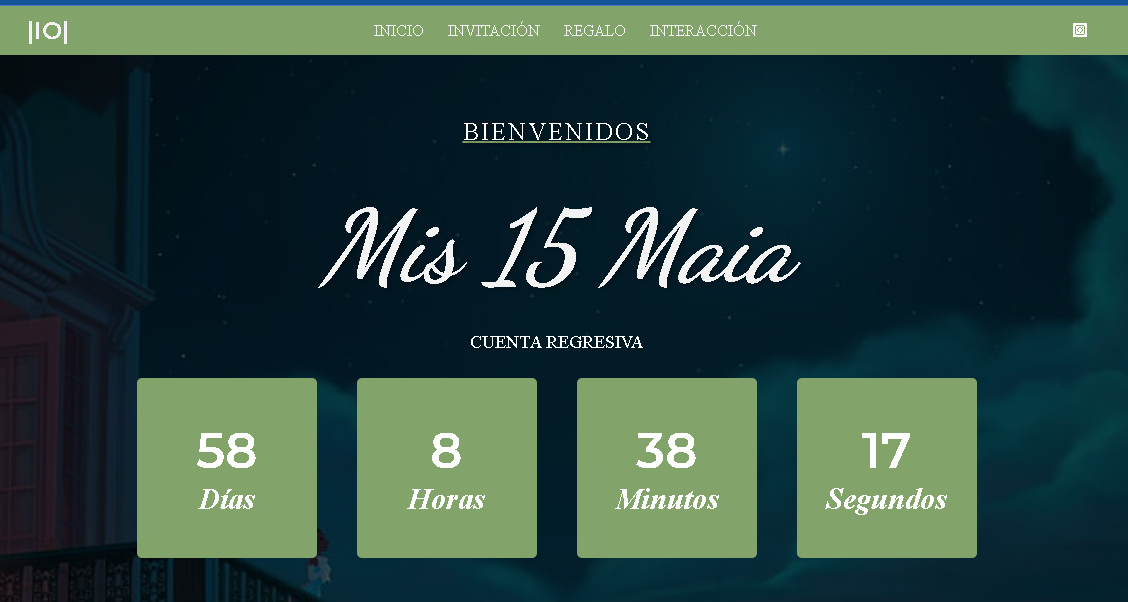 INICIO INVITACIÓN REGALO INTERACCIÓN
BIENVENIDOS
Mis 15 Maia
CUENTA REGRESIVA
58 8 38 17
Días Horas Minutos Segundos